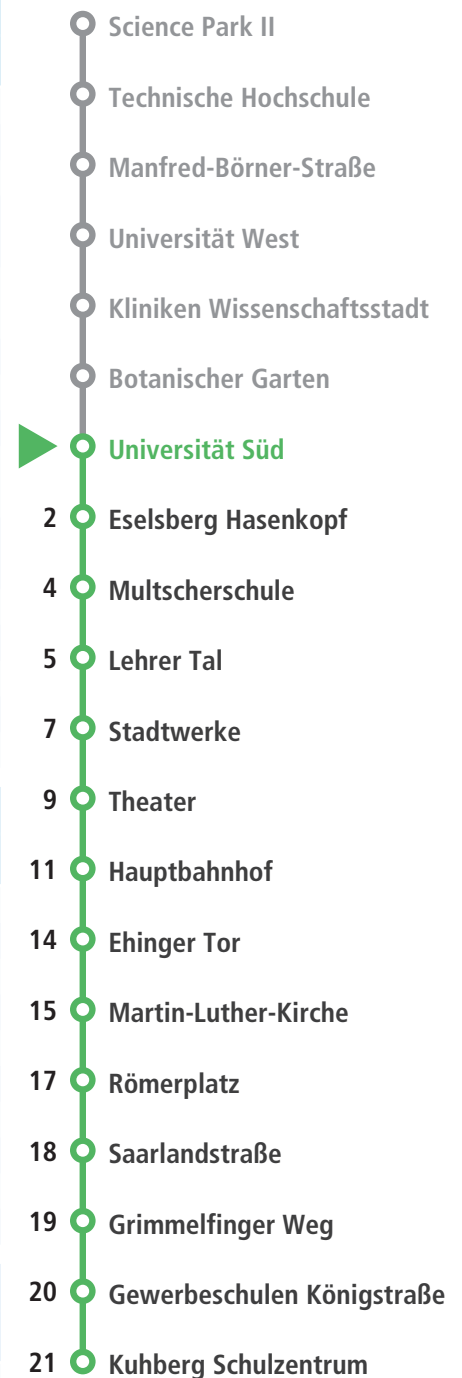 Science Park II
Technische Hochschule
Manfred-Börner-Straße
Universität West
Kliniken Wissenschaftsstadt
Botanischer Garten
Universität Süd
2 Eselsberg Hasenkopf
4 Multscherschule
5 Lehrer Tal
7 Stadtwerke
9 Theater
11 Hauptbahnhof
14 Ehinger Tor
15 Martin-Luther-Kirche
17 Römerplatz
18 Saarlandstraße
19 Grimmelfinger Weg
20 Gewerbeschulen Königstraße
21 Kuhberg Schulzentrum